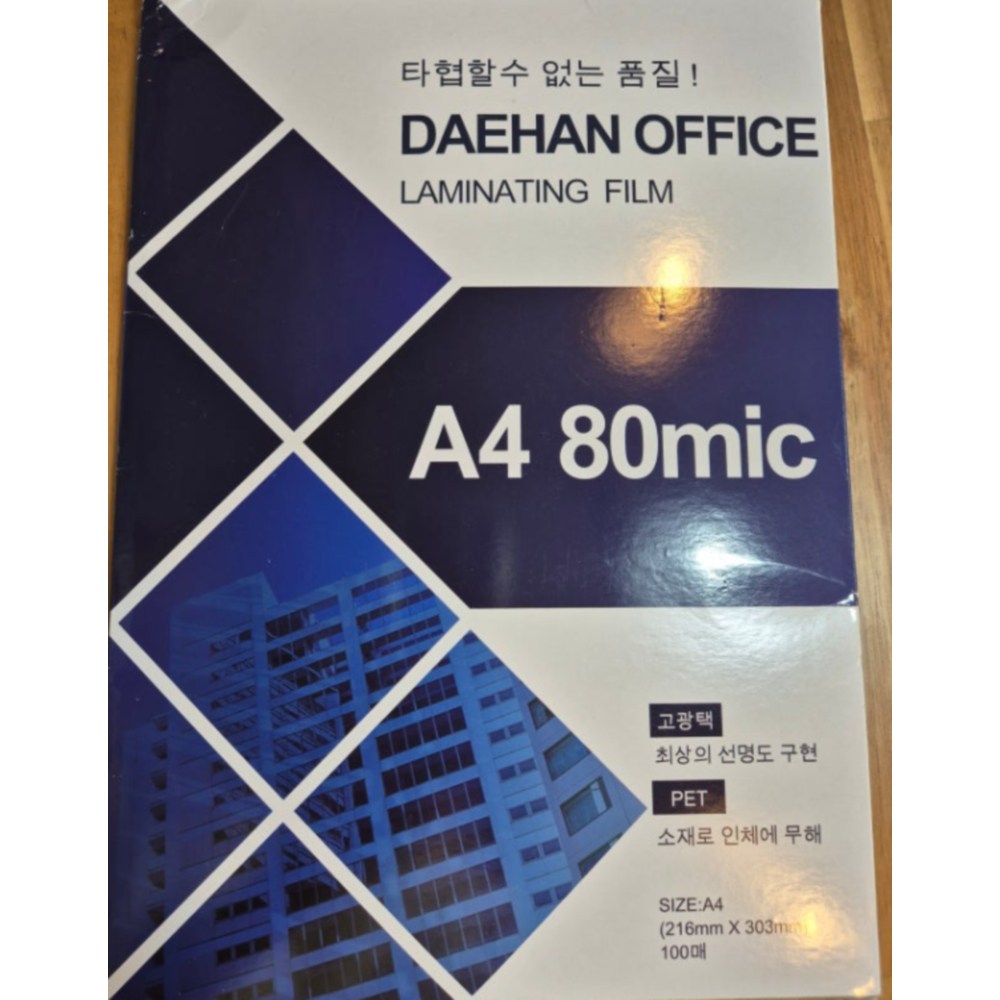 타협할수 없는 품질!
DAEHAN OFFICE
LAMINATING FILM
A4 80mic
고광택
최상의 선명도 구현
PET
소재로 인체에 무해
SIZE:A4
(216mm X 303mm)
100매